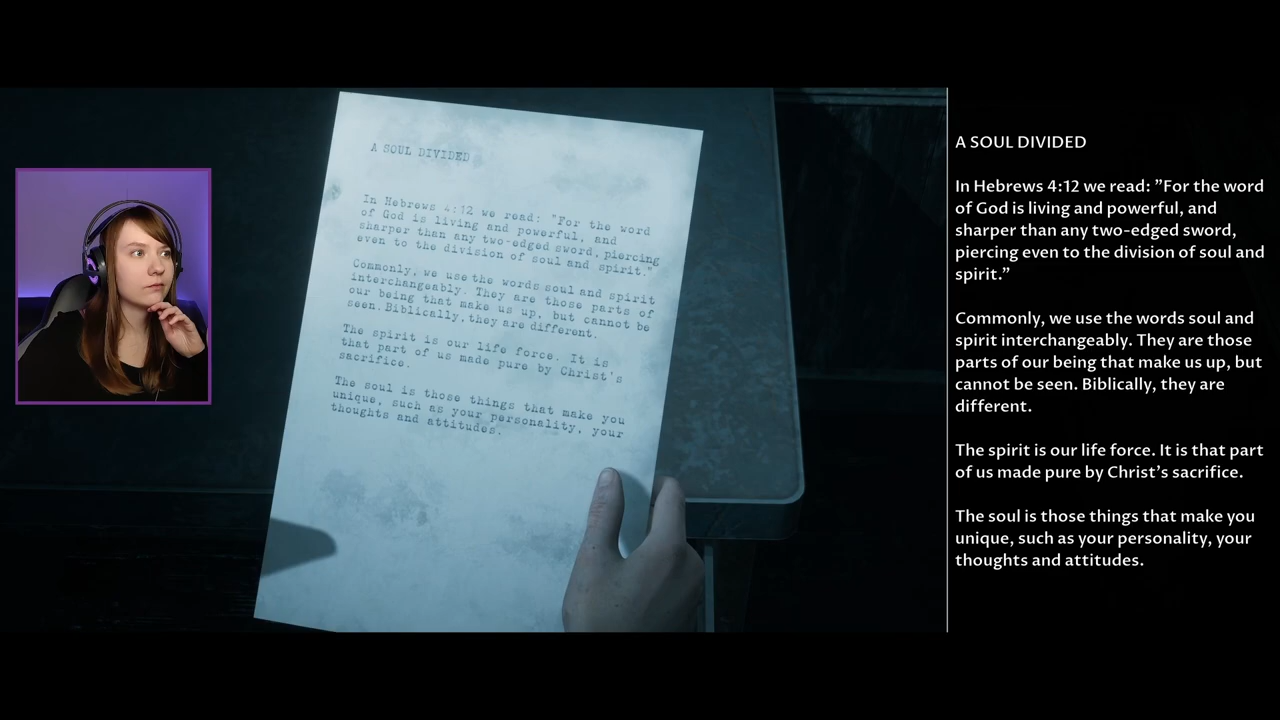 A SOUL DIVIDED
In Hebrews 4:12 we read: "For the word
of God is living and powerful, and
sharper than any two-edged sword, piercing
even to the division of soul and spirit."
Commonly, we use the words soul and spirit
interchangeably. They are those parts of
our being that make us up, but cannot be
seen. Biblically, they are different.
The spirit is our life force. It is
that part of us made pure by Christ's
sacrifice.
The soul is those things that make you
unique, such as your personality, your
thoughts and attitudes.
A SOUL DIVIDED
In Hebrews 4:12 we read: ”For the word
of God is living and powerful, and
sharper than any two-edged sword,
piercing even to the division of soul and
spirit.”
Commonly, we use the words soul and
spirit interchangeably. They are those
parts of our being that make us up, but
cannot be seen. Biblically, they are
different.
The spirit is our life force. It is that part
of us made pure by Christ’s sacrifice.
The soul is those things that make you
unique, such as your personality, your
thoughts and attitudes.